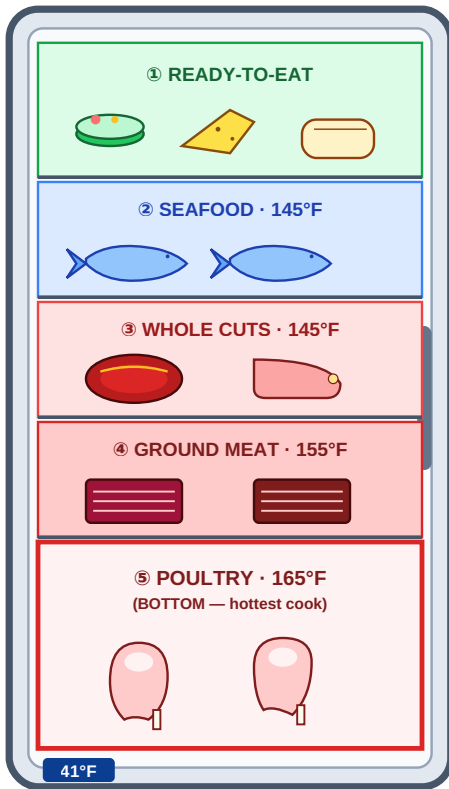 ① READY-TO-EAT
② SEAFOOD · 145°F
③ WHOLE CUTS · 145°F
④ GROUND MEAT · 155°F
⑤ POULTRY · 165°F
(BOTTOM — hottest cook)
41°F